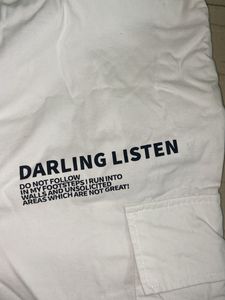 DARLING LISTEN
DO NOT FOLLOW
IN MY FOOTSTEPS I RUN INTO
WALLS AND UNSOLICITED
AREAS WHICH ARE NOT GREAT!